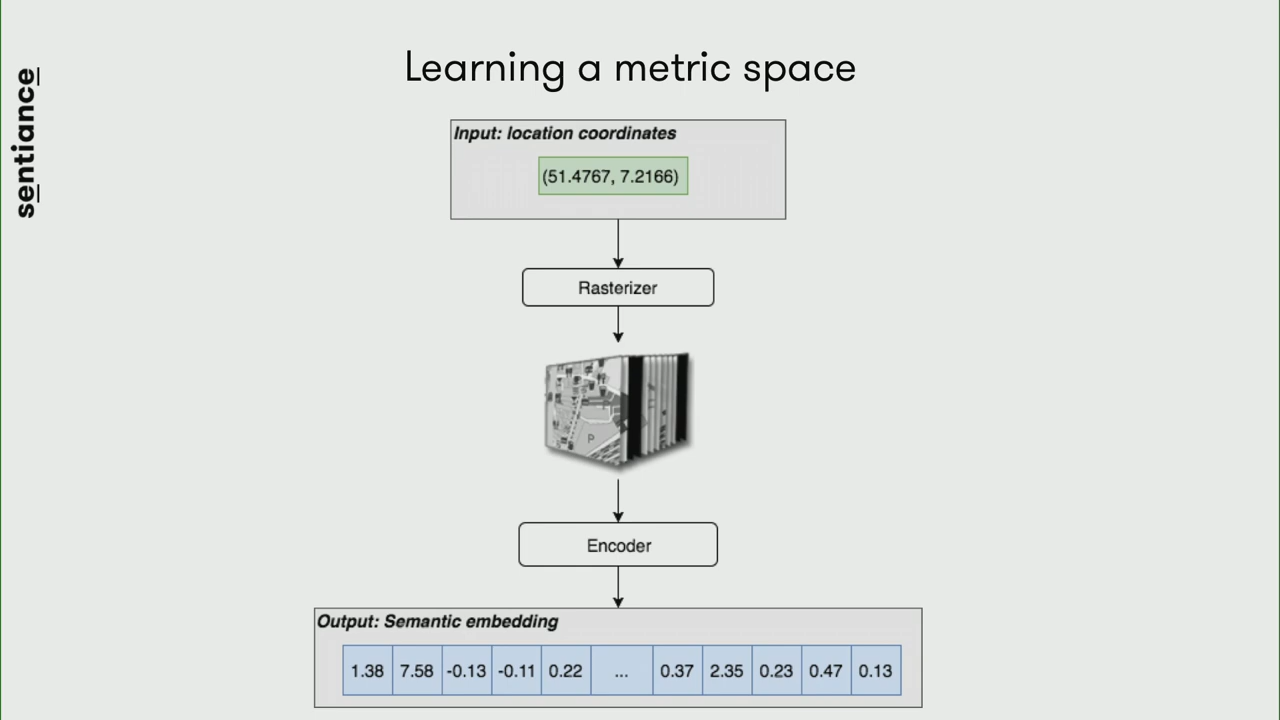 sentiance
Learning a metric space
Input: location coordinates
(51.4767, 7.2166)
Rasterizer
P
Encoder
Output: Semantic embedding
1.38 7.58 -0.13 -0.11 0.22 ... 0.37 2.35 0.23 0.47 0.13